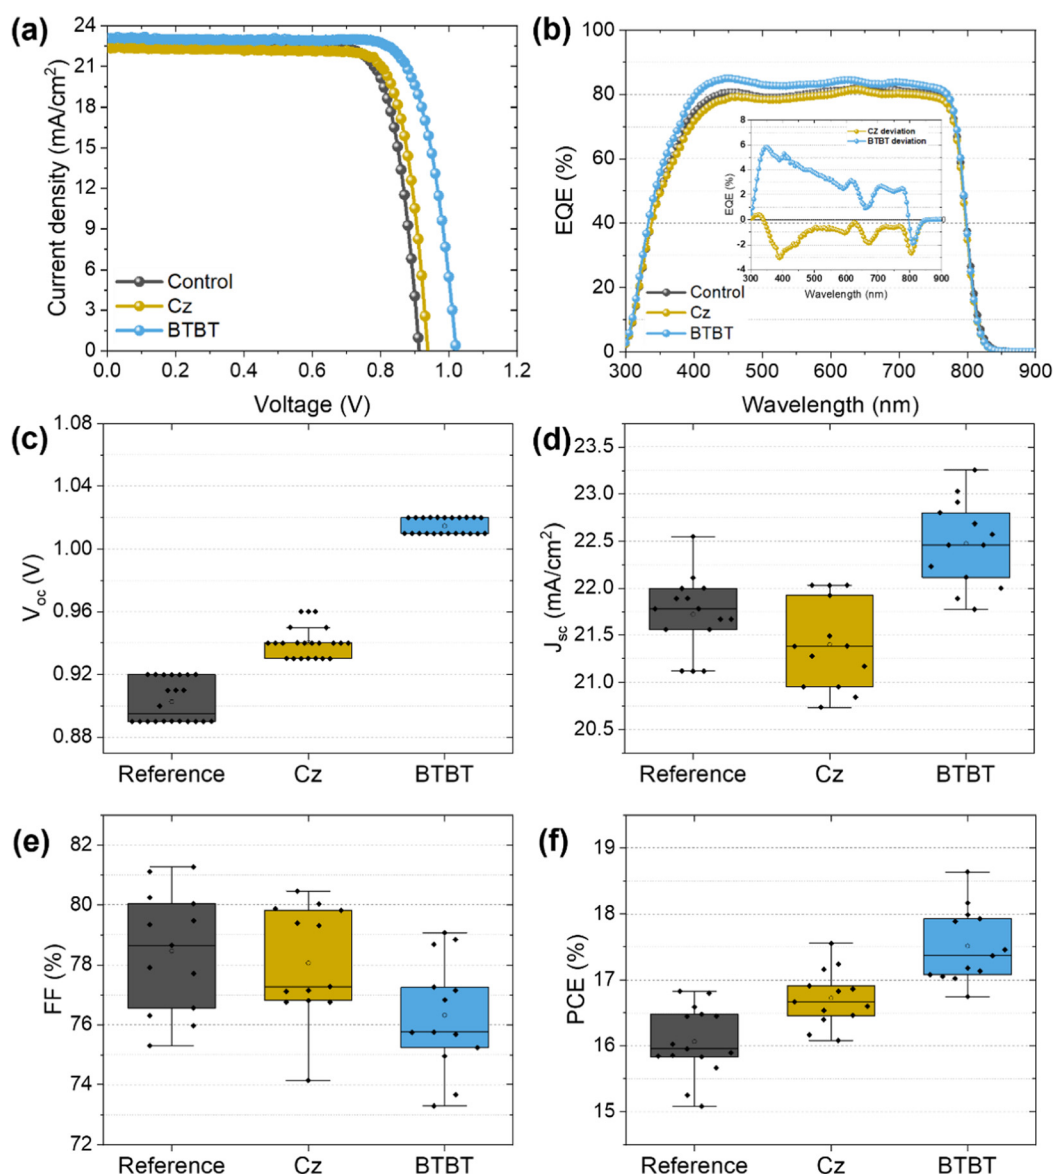 (a)
Current density (mA/cm²)
24
21
18
15
12
9
6
3
0
Control
Cz
BTBT
0.0 0.2 0.4 0.6 0.8 1.0 1.2
Voltage (V)
(b)
EQE (%)
100
80
60
40
20
0
Control
Cz
BTBT
300 400 500 600 700 800 900
Wavelength (nm)
EQE (%)
8
6
4
2
0
-2
-4
CZ deviation
BTBT deviation
300 400 500 600 700 800 900
Wavelength (nm)
(c)
Voc (V)
1.08
1.04
1.00
0.96
0.92
0.88
Reference Cz BTBT
(d)
Jsc (mA/cm²)
23.5
23.0
22.5
22.0
21.5
21.0
20.5
Reference Cz BTBT
(e)
FF (%)
82
80
78
76
74
72
Reference Cz BTBT
(f)
PCE (%)
19
18
17
16
15
Reference Cz BTBT